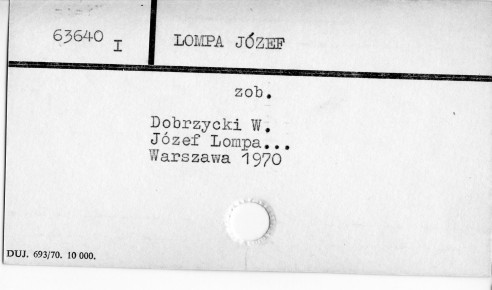 63640 I
LOMPA JÓZEF
zob.
Dobrzycki W.
Józef Lompa...
Warszawa 1970
DUJ. 693/70. 10 000.